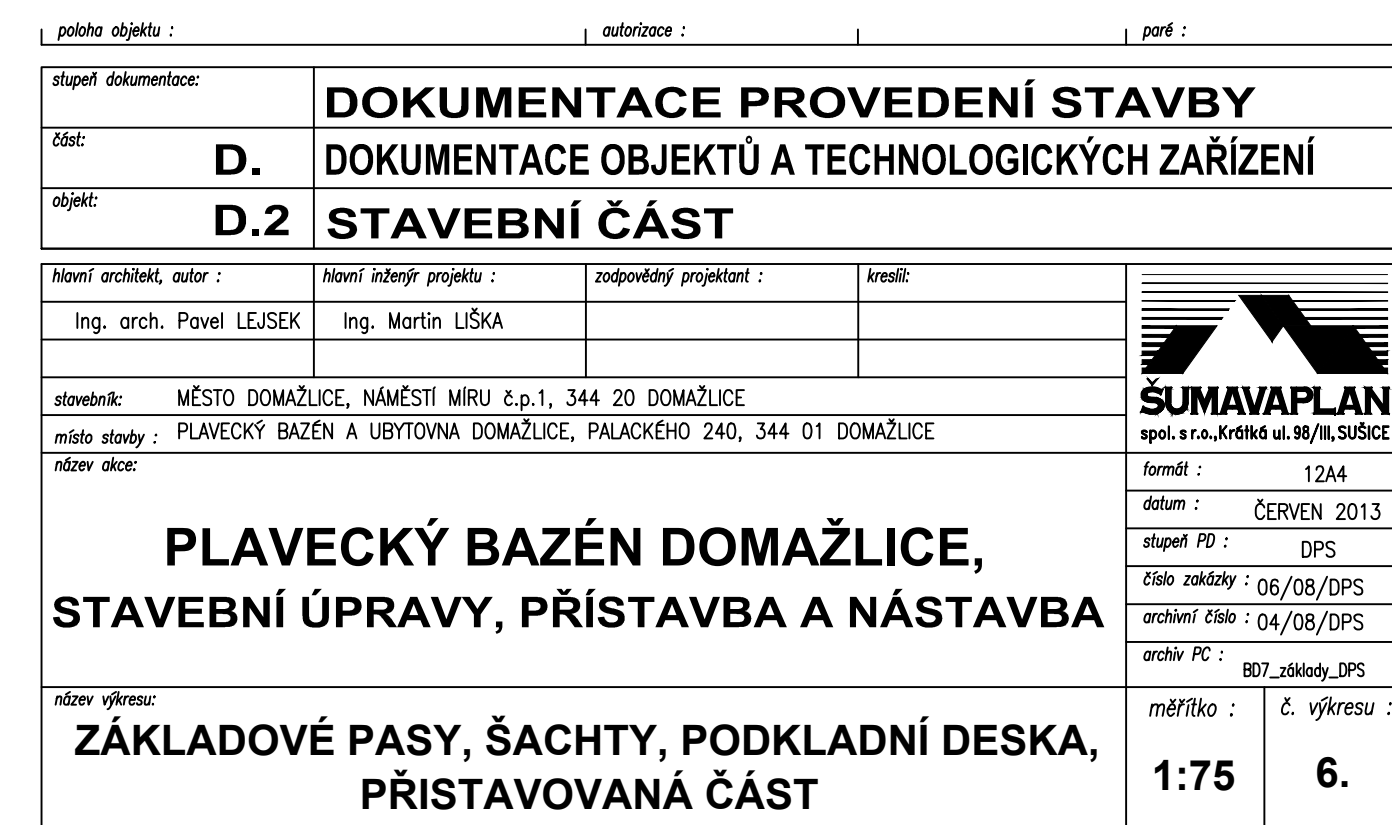 poloha objektu : autorizace : paré :
stupeň dokumentace: DOKUMENTACE PROVEDENÍ STAVBY
část: D. DOKUMENTACE OBJEKTŮ A TECHNOLOGICKÝCH ZAŘÍZENÍ
objekt: D.2 STAVEBNÍ ČÁST
hlavní architekt, autor : hlavní inženýr projektu : zodpovědný projektant : kreslil:
Ing. arch. Pavel LEJSEK Ing. Martin LIŠKA
stavebník: MĚSTO DOMAŽLICE, NÁMĚSTÍ MÍRU č.p.1, 344 20 DOMAŽLICE
místo stavby : PLAVECKÝ BAZÉN A UBYTOVNA DOMAŽLICE, PALACKÉHO 240, 344 01 DOMAŽLICE
ŠUMAVAPLAN
spol. s r.o.,Krátká ul. 98/III, SUŠICE
název akce:
PLAVECKÝ BAZÉN DOMAŽLICE,
STAVEBNÍ ÚPRAVY, PŘÍSTAVBA A NÁSTAVBA
formát : 12A4
datum : ČERVEN 2013
stupeň PD : DPS
číslo zakázky : 06/08/DPS
archivní číslo : 04/08/DPS
archiv PC : BD7_základy_DPS
název výkresu:
ZÁKLADOVÉ PASY, ŠACHTY, PODKLADNÍ DESKA,
PŘISTAVOVANÁ ČÁST
měřítko : č. výkresu :
1:75 6.